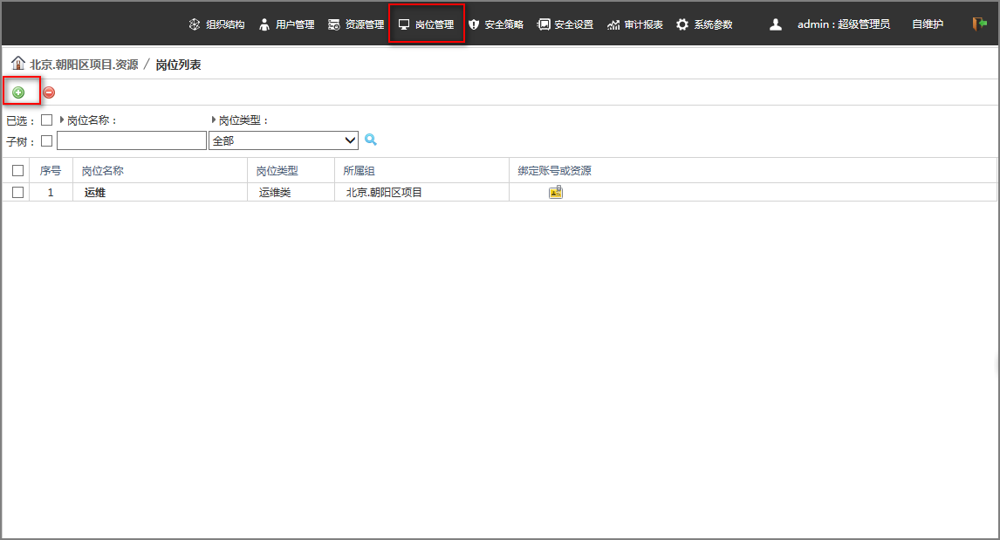 组织结构 用户管理 资源管理 岗位管理 安全策略 安全设置 审计报表 系统参数 admin : 超级管理员 自维护
北京.朝阳区项目.资源 / 岗位列表
已选： 岗位名称： 岗位类型：
子树： 全部
序号 岗位名称 岗位类型 所属组 绑定账号或资源
1 运维 运维类 北京.朝阳区项目